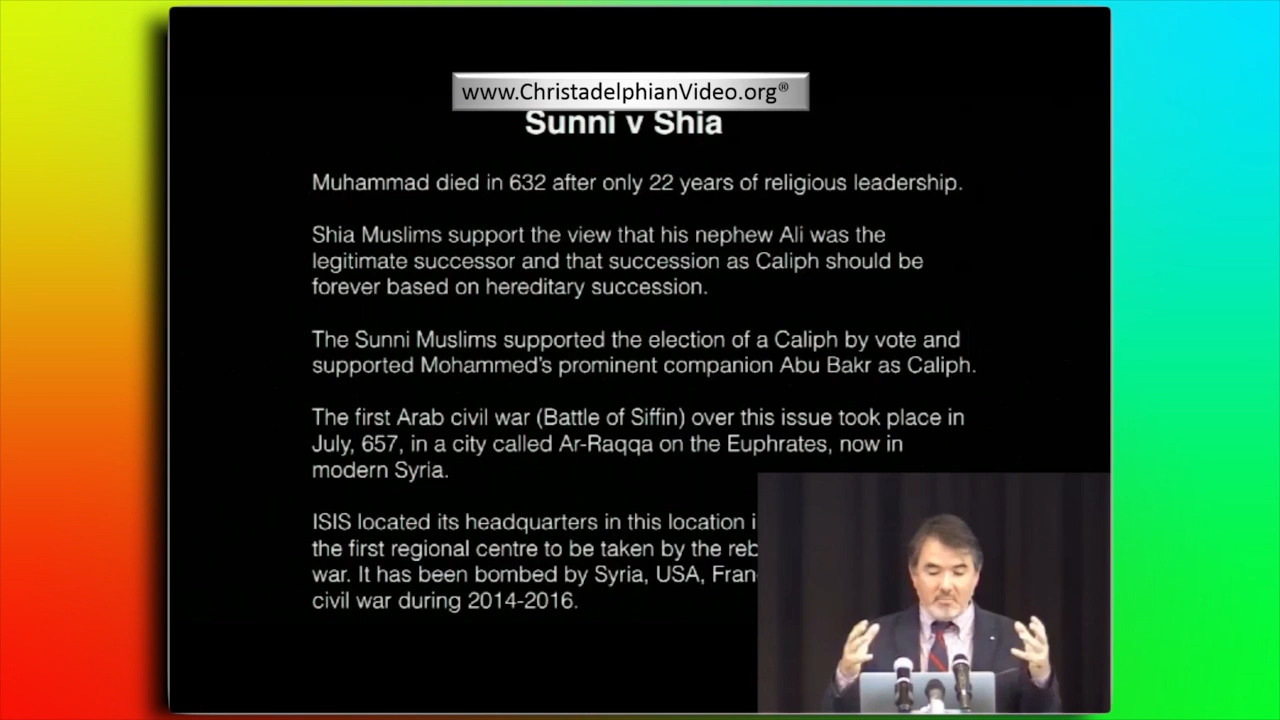 www.ChristadelphianVideo.org®
Sunni v Shia
Muhammad died in 632 after only 22 years of religious leadership.
Shia Muslims support the view that his nephew Ali was the
legitimate successor and that succession as Caliph should be
forever based on hereditary succession.
The Sunni Muslims supported the election of a Caliph by vote and
supported Mohammed's prominent companion Abu Bakr as Caliph.
The first Arab civil war (Battle of Siffin) over this issue took place in
July, 657, in a city called Ar-Raqqa on the Euphrates, now in
modern Syria.
ISIS located its headquarters in this location
the first regional centre to be taken by the
war. It has been bombed by Syria, USA,
civil war during 2014-2016.